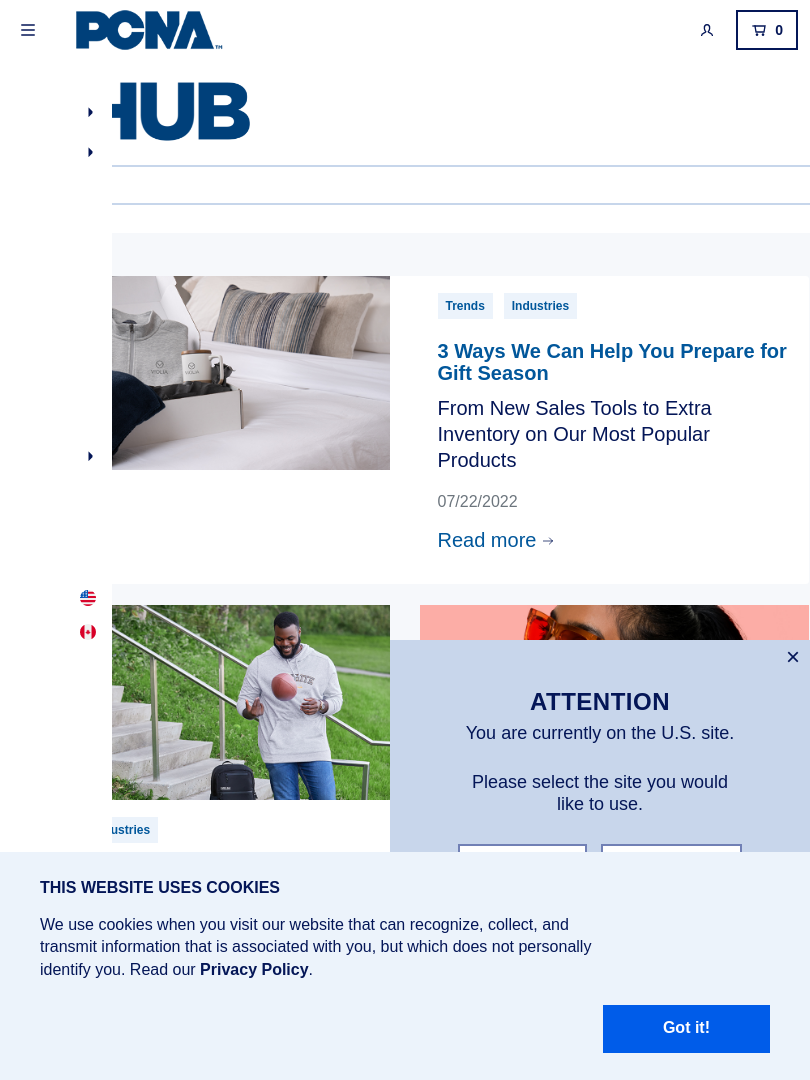 PCNA™
0
HUB
Trends
Industries
3 Ways We Can Help You Prepare for
Gift Season
From New Sales Tools to Extra
Inventory on Our Most Popular
Products
07/22/2022
Read more
ATTENTION
You are currently on the U.S. site.
Please select the site you would
like to use.
ustries
THIS WEBSITE USES COOKIES
We use cookies when you visit our website that can recognize, collect, and
transmit information that is associated with you, but which does not personally
identify you. Read our Privacy Policy.
Got it!